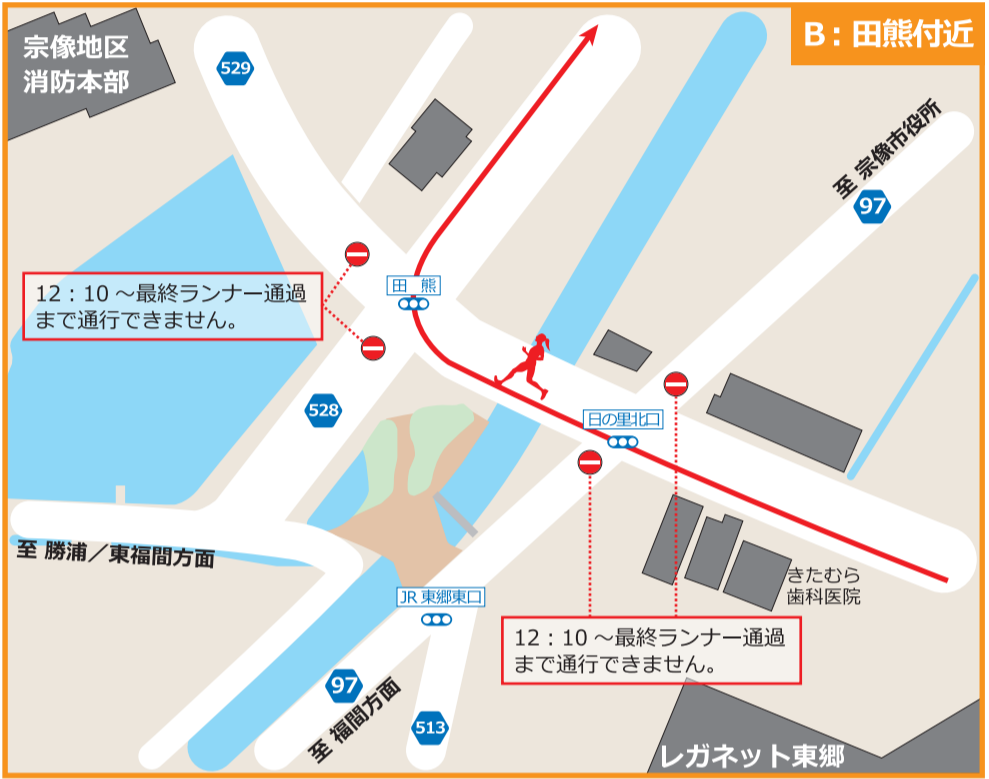 B：田熊付近
宗像地区
消防本部
529
至 宗像市役所
97
田　熊
12：10 ～最終ランナー通過
まで通行できません。
528
日の里北口
至 勝浦／東福間方面
きたむら
歯科医院
JR 東郷東口
12：10 ～最終ランナー通過
まで通行できません。
97
至 福間方面
513
レガネット東郷